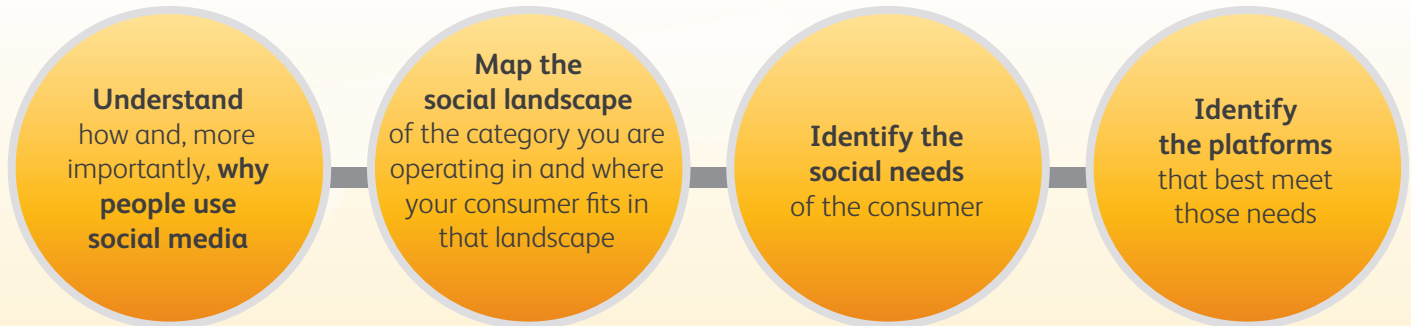 Understand
how and, more
importantly, why
people use
social media
Map the
social landscape
of the category you are
operating in and where
your consumer fits in
that landscape
Identify the
social needs
of the consumer
Identify
the platforms
that best meet
those needs